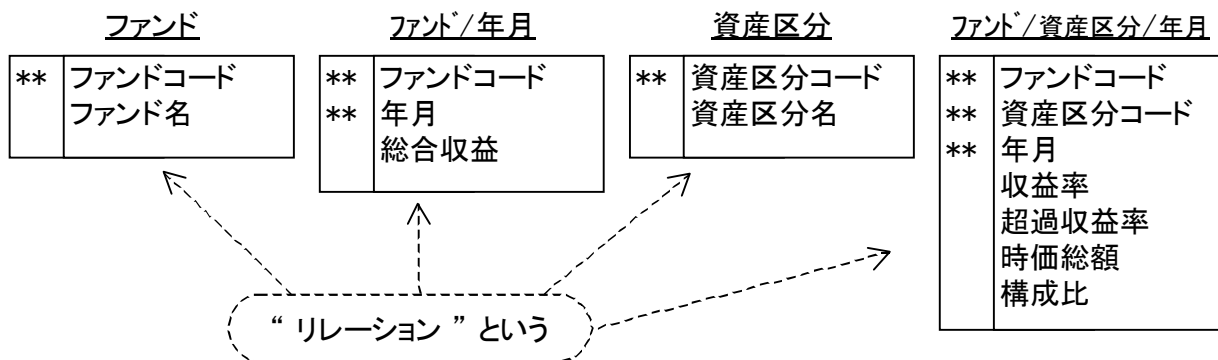 ファンド
** ファンドコード
ファンド名
ﾌｧﾝﾄﾞ/年月
** ファンドコード
** 年月
総合収益
資産区分
** 資産区分コード
資産区分名
ﾌｧﾝﾄﾞ/資産区分/年月
** ファンドコード
** 資産区分コード
** 年月
収益率
超過収益率
時価総額
構成比
“ リレーション ” という